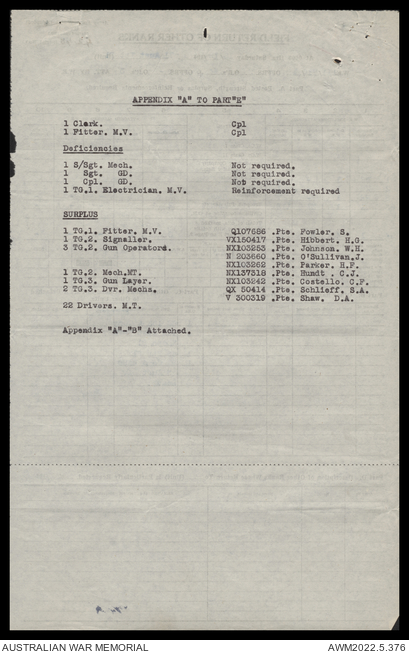 APPENDIX "A" TO PART"E"
1 Clerk. Cpl
1 Fitter. M.V. Cpl
Deficiencies
1 S/Sgt. Mech. Not required.
1 Sgt. GD. Not required.
1 Cpl. GD. Not required.
1 TG.1. Electrician. M.V. Reinforcement required
SURPLUS
1 TG.1. Fitter. M.V. Q107686 .Pte. Fowler, S.
1 TG.2. Signaller. VX150417 .Pte. Hibbert, H.G.
3 TG.2. Gun Operators. NX103253 .Pte. Johnson, W.H.
N 203660 .Pte. O'Sullivan.J.
NX103262 .Pte. Parker, H.F.
1 TG.2. Mech.MT. NX137318 .Pte. Hundt . C.J.
1 TG.3. Gun Layer. NX103242 .Pte. Costello. C.F.
2 TG.3. Dvr. Mechs. QX 50414 .Pte. Schlieff, S.A.
V 300319 .Pte. Shaw, D.A.
22 Drivers. M.T.
Appendix "A"-"B" Attached.
AUSTRALIAN WAR MEMORIAL AWM2022.5.376